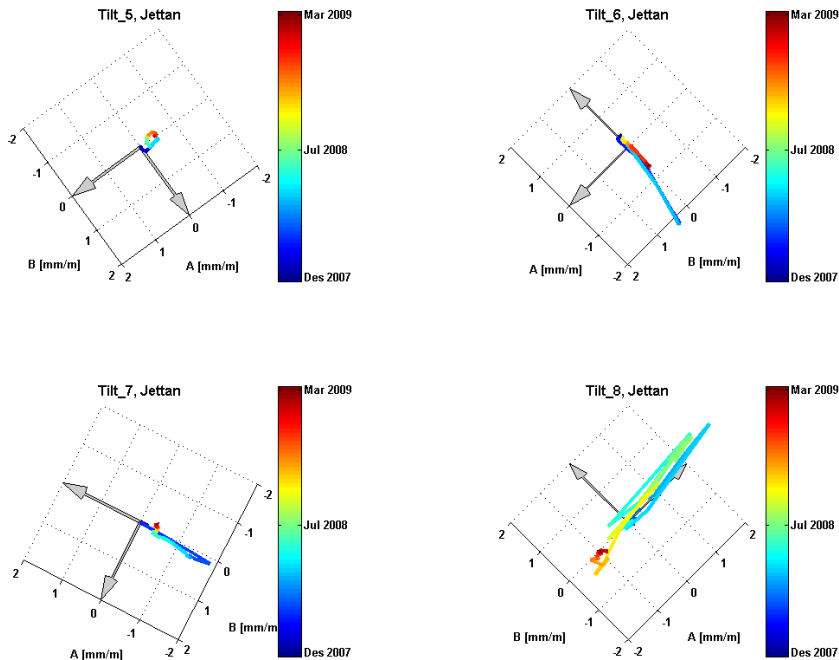 Tilt_5, Jettan
Mar 2009
Jul 2008
Des 2007
-2
-1
0
1
2
B [mm/m]
2
1
0
-1
-2
A [mm/m]
Tilt_6, Jettan
Mar 2009
Jul 2008
Des 2007
2
1
0
-1
-2
A [mm/m]
2
1
0
-1
-2
B [mm/m]
Tilt_7, Jettan
Mar 2009
Jul 2008
Des 2007
2
1
0
-1
-2
A [mm/m]
-2
-1
0
1
2
B [mm/m
Tilt_8, Jettan
Mar 2009
Jul 2008
Des 2007
2
1
0
-1
-2
B [mm/m]
2
1
0
-1
-2
A [mm/m]